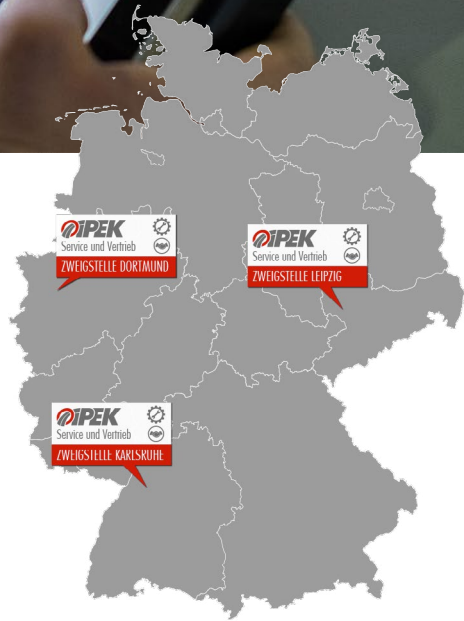 iPEK
Service und Vertrieb
ZWEIGSTELLE DORTMUND
iPEK
Service und Vertrieb
ZWEIGSTELLE LEIPZIG
iPEK
Service und Vertrieb
ZWEIGSTELLE KARLSRUHE